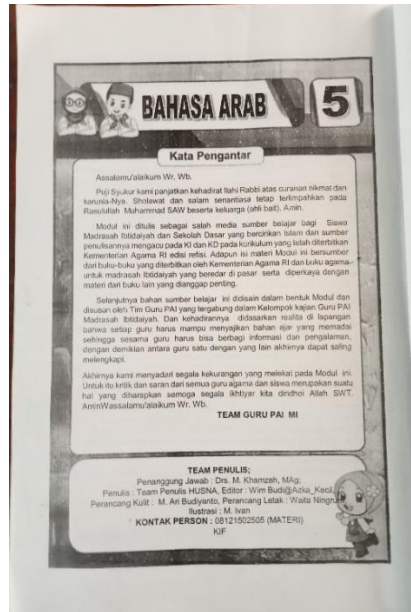 BAHASA ARAB 5
Kata Pengantar
Assalamu'alaikum Wr. Wb.
Puji Syukur kami panjatkan kehadirat Ilahi Rabbi atas curahan nikmat dan
karunia-Nya. Sholawat dan salam senantiasa tetap terlimpahkan pada
Rasulullah Muhammad SAW beserta keluarga (ahli bait). Amin.
Modul ini ditulis sebagai salah media sumber belajar bagi Siswa
Madrasah Ibtidaiyah dan Sekolah Dasar yang bercirikan Islam dan sumber
penulisannya mengacu pada KI dan KD pada kurikulum yang telah diterbitkan
Kementerian Agama RI edisi refisi. Adapun isi materi Modul ini bersumber
dari buku-buku yang diterbitkan oleh Kementerian Agama RI dan buku agama
untuk madrasah Ibtidaiyah yang beredar di pasar serta diperkaya dengan
materi dari buku lain yang dianggap penting.
Selanjutnya bahan sumber belajar ini didisain dalam bentuk Modul dan
disusun oleh Tim Guru PAI yang tergabung dalam Kelompok kajian Guru PAI
Madrasah Ibtidaiyah. Dan kehadirannya didasarkan realita di lapangan
bahwa setiap guru harus mampu menyajikan bahan ajar yang memadai
sehingga sesama guru harus bisa berbagi informasi dan pengalaman,
dengan demikian antara guru satu dengan yang lain akhirnya dapat saling
melengkapi.
Akhirnya kami menyadari segala kekurangan yang melekat pada Modul ini.
Untuk itu kritik dan saran dari semua guru agama dan siswa merupakan suatu
hal yang diharapkan semoga segala ikhtiyar kita diridhoi Allah SWT.
AminWassalamu'alaikum Wr. Wb.
TEAM GURU PAI MI
TEAM PENULIS;
Penanggung Jawab : Drs. M. Khamzah, MAg;
Penulis : Team Penulis HUSNA, Editor : Wim Budi@Azka_Kecil,
Perancang Kulit : M. Ari Budiyanto, Perancang Letak : Waita Ningrum
Ilustrasi : M. Ivan
KONTAK PERSON : 08121502505 (MATERI)
KIF